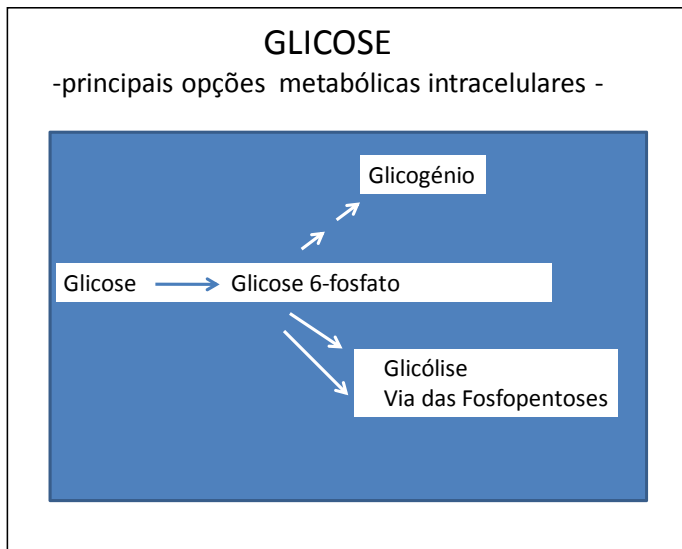 GLICOSE
-principais opções metabólicas intracelulares -
Glicogénio
Glicose Glicose 6-fosfato
Glicólise
Via das Fosfopentoses